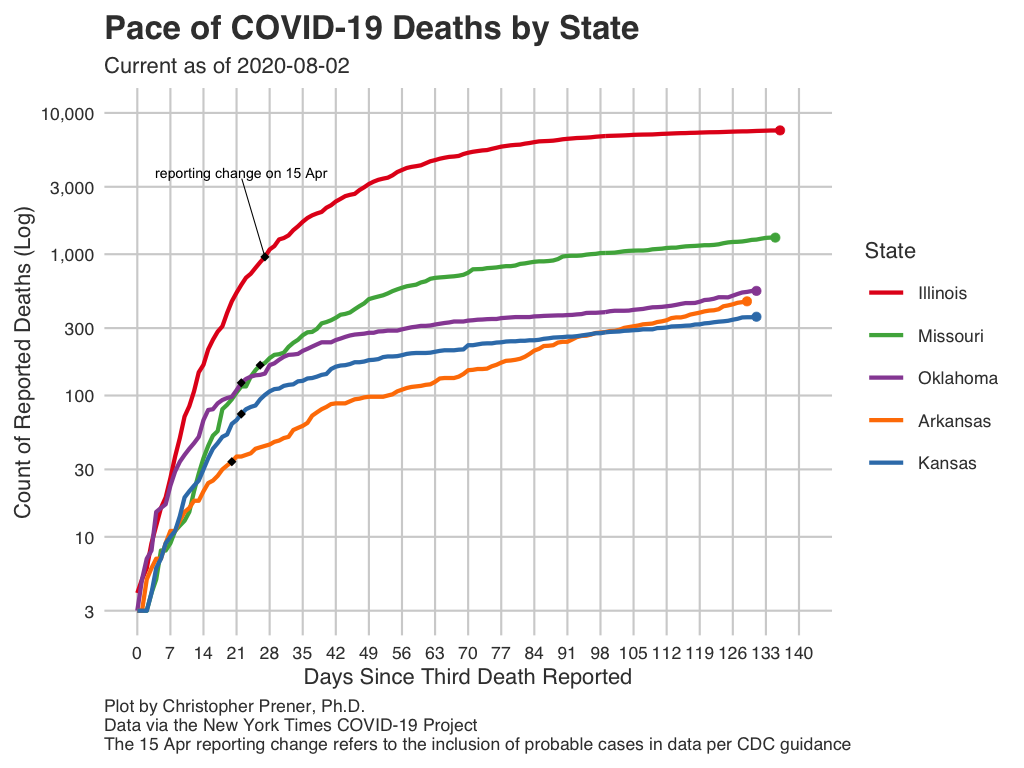 Pace of COVID-19 Deaths by State
Current as of 2020-08-02
Count of Reported Deaths (Log)
10,000
3,000
1,000
300
100
30
10
3
reporting change on 15 Apr
0 7 14 21 28 35 42 49 56 63 70 77 84 91 98 105 112 119 126 133 140
Days Since Third Death Reported
State
Illinois
Missouri
Oklahoma
Arkansas
Kansas
Plot by Christopher Prener, Ph.D.
Data via the New York Times COVID-19 Project
The 15 Apr reporting change refers to the inclusion of probable cases in data per CDC guidance